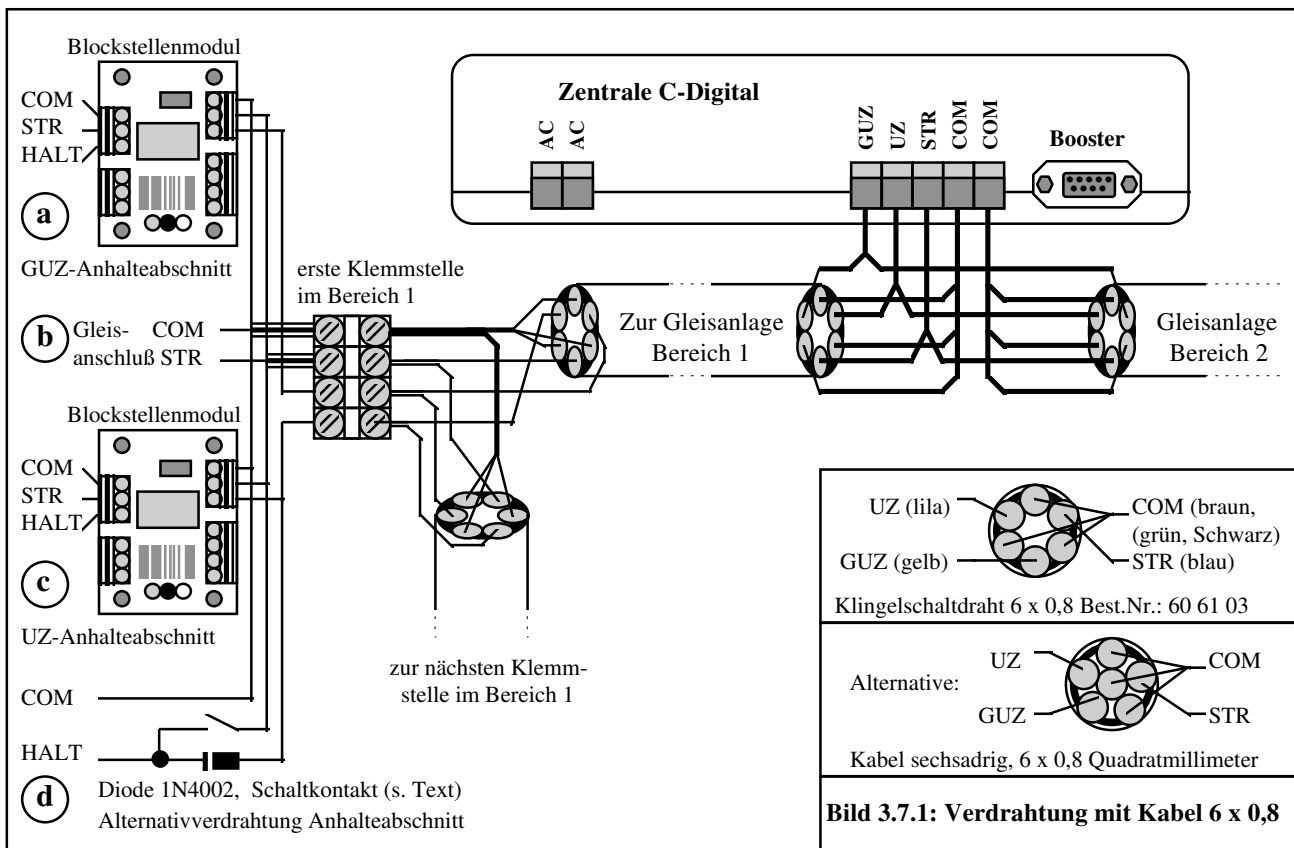 Blockstellenmodul
COM
STR
HALT
a
GUZ-Anhalteabschnitt
Zentrale C-Digital
AC
AC
GUZ
UZ
STR
COM
COM
Booster
erste Klemmstelle
im Bereich 1
b
Gleis- COM
anschluß STR
Zur Gleisanlage
Bereich 1
Gleisanlage
Bereich 2
Blockstellenmodul
COM
STR
HALT
c
UZ-Anhalteabschnitt
zur nächsten Klemm-
stelle im Bereich 1
COM
HALT
d
Diode 1N4002, Schaltkontakt (s. Text)
Alternativverdrahtung Anhalteabschnitt
UZ (lila)
COM (braun,
(grün, Schwarz)
GUZ (gelb)
STR (blau)
Klingelschaltdraht 6 x 0,8 Best.Nr.: 60 61 03
UZ
COM
Alternative:
GUZ
STR
Kabel sechsadrig, 6 x 0,8 Quadratmillimeter
Bild 3.7.1: Verdrahtung mit Kabel 6 x 0,8